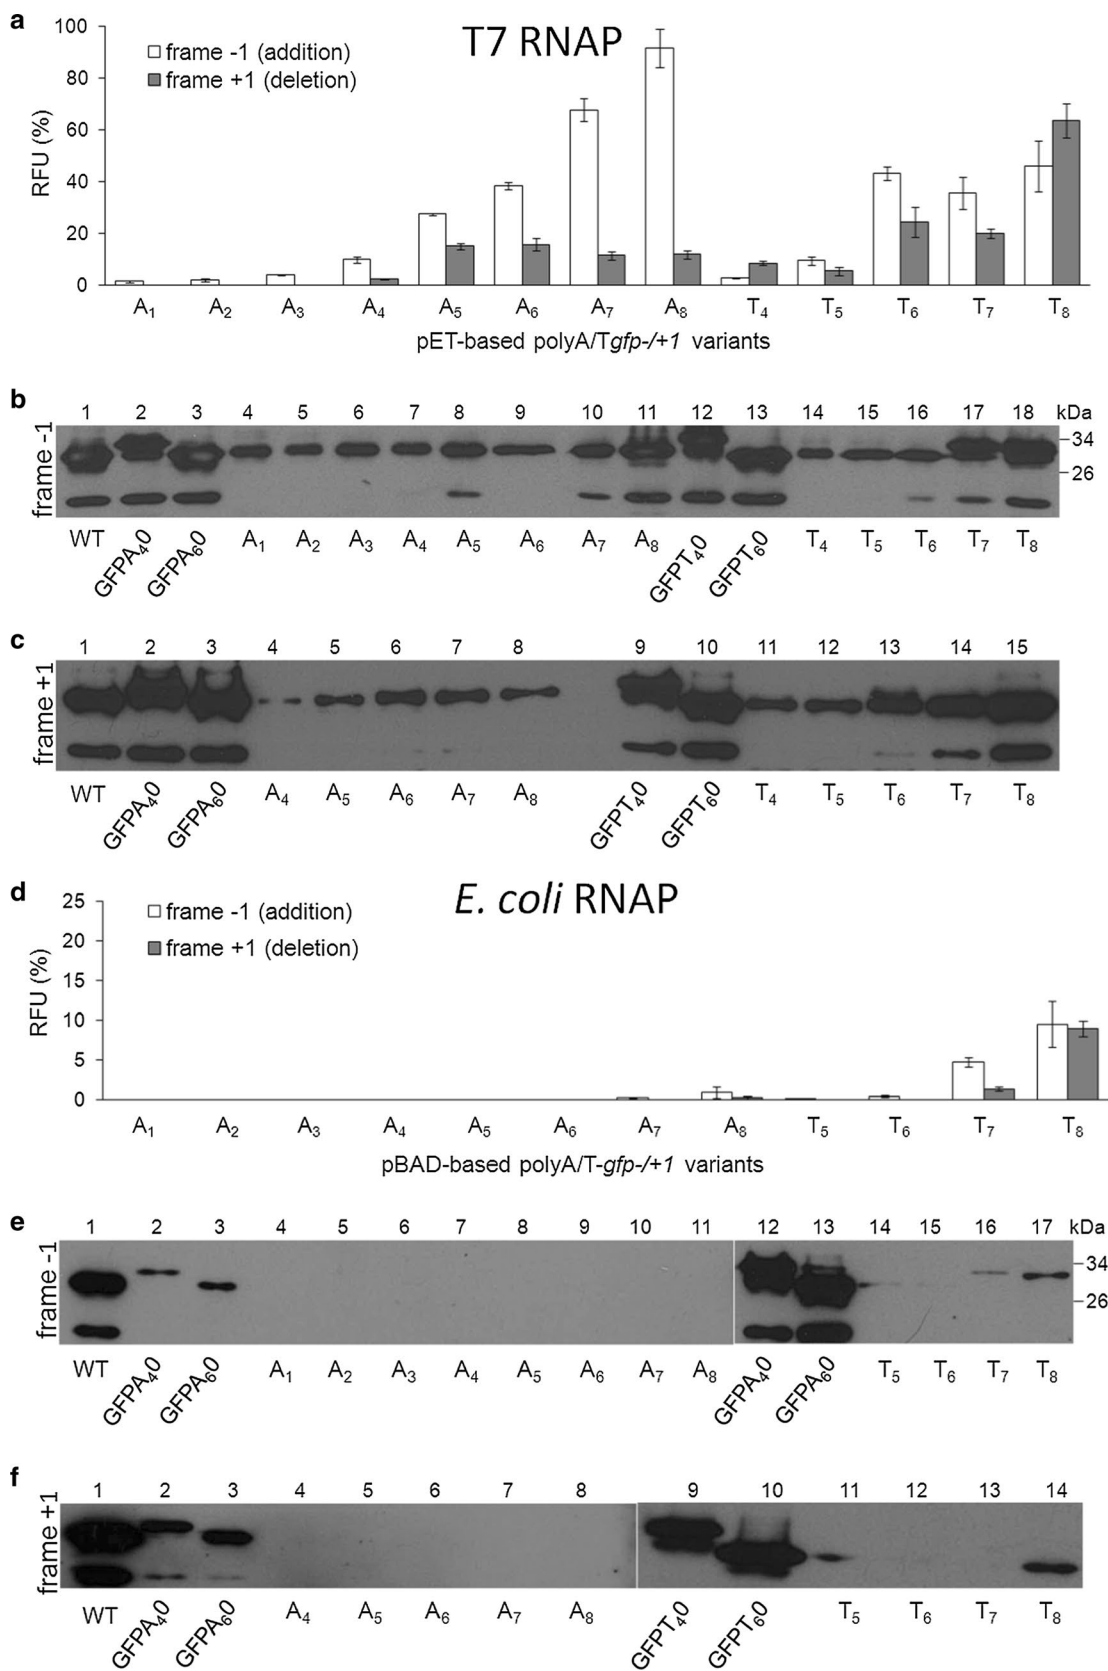 a
T7 RNAP
100
80
60
40
20
0
RFU (%)
frame -1 (addition)
frame +1 (deletion)
A1 A2 A3 A4 A5 A6 A7 A8 T4 T5 T6 T7 T8
pET-based polyA/Tgfp-/+1 variants
b
1 2 3 4 5 6 7 8 9 10 11 12 13 14 15 16 17 18 kDa
frame -1
34
26
WT GFPA40 GFPA60 A1 A2 A3 A4 A5 A6 A7 A8 GFPT40 GFPT60 T4 T5 T6 T7 T8
c
1 2 3 4 5 6 7 8 9 10 11 12 13 14 15
frame +1
WT GFPA40 GFPA60 A4 A5 A6 A7 A8 GFPT40 GFPT60 T4 T5 T6 T7 T8
d
E. coli RNAP
25
20
15
10
5
0
RFU (%)
frame -1 (addition)
frame +1 (deletion)
A1 A2 A3 A4 A5 A6 A7 A8 T5 T6 T7 T8
pBAD-based polyA/T-gfp-/+1 variants
e
1 2 3 4 5 6 7 8 9 10 11 12 13 14 15 16 17 kDa
frame -1
34
26
WT GFPA40 GFPA60 A1 A2 A3 A4 A5 A6 A7 A8 GFPA40 GFPA60 T5 T6 T7 T8
f
1 2 3 4 5 6 7 8 9 10 11 12 13 14
frame +1
WT GFPA40 GFPA60 A4 A5 A6 A7 A8 GFPT40 GFPT60 T5 T6 T7 T8